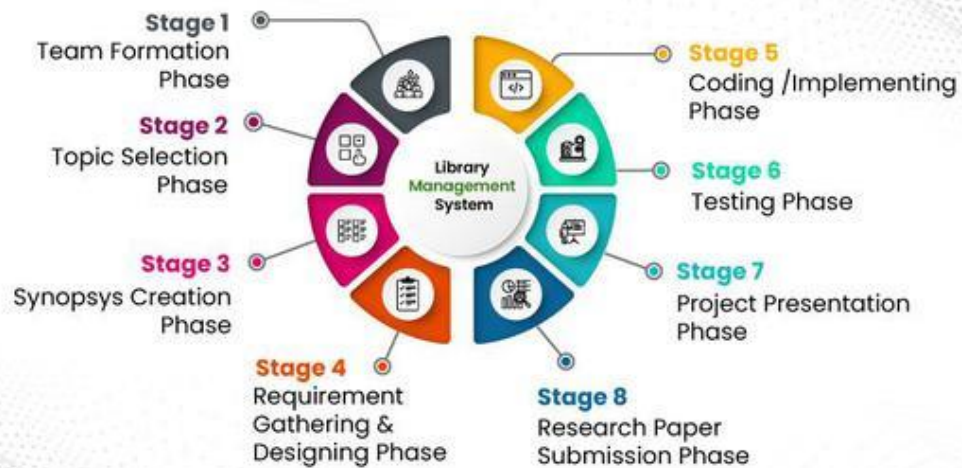 Stage 1
Team Formation
Phase
Stage 2
Topic Selection
Phase
Stage 3
Synopsys Creation
Phase
Stage 4
Requirement
Gathering &
Designing Phase
Library
Management
System
Stage 5
Coding /Implementing
Phase
Stage 6
Testing Phase
Stage 7
Project Presentation
Phase
Stage 8
Research Paper
Submission Phase